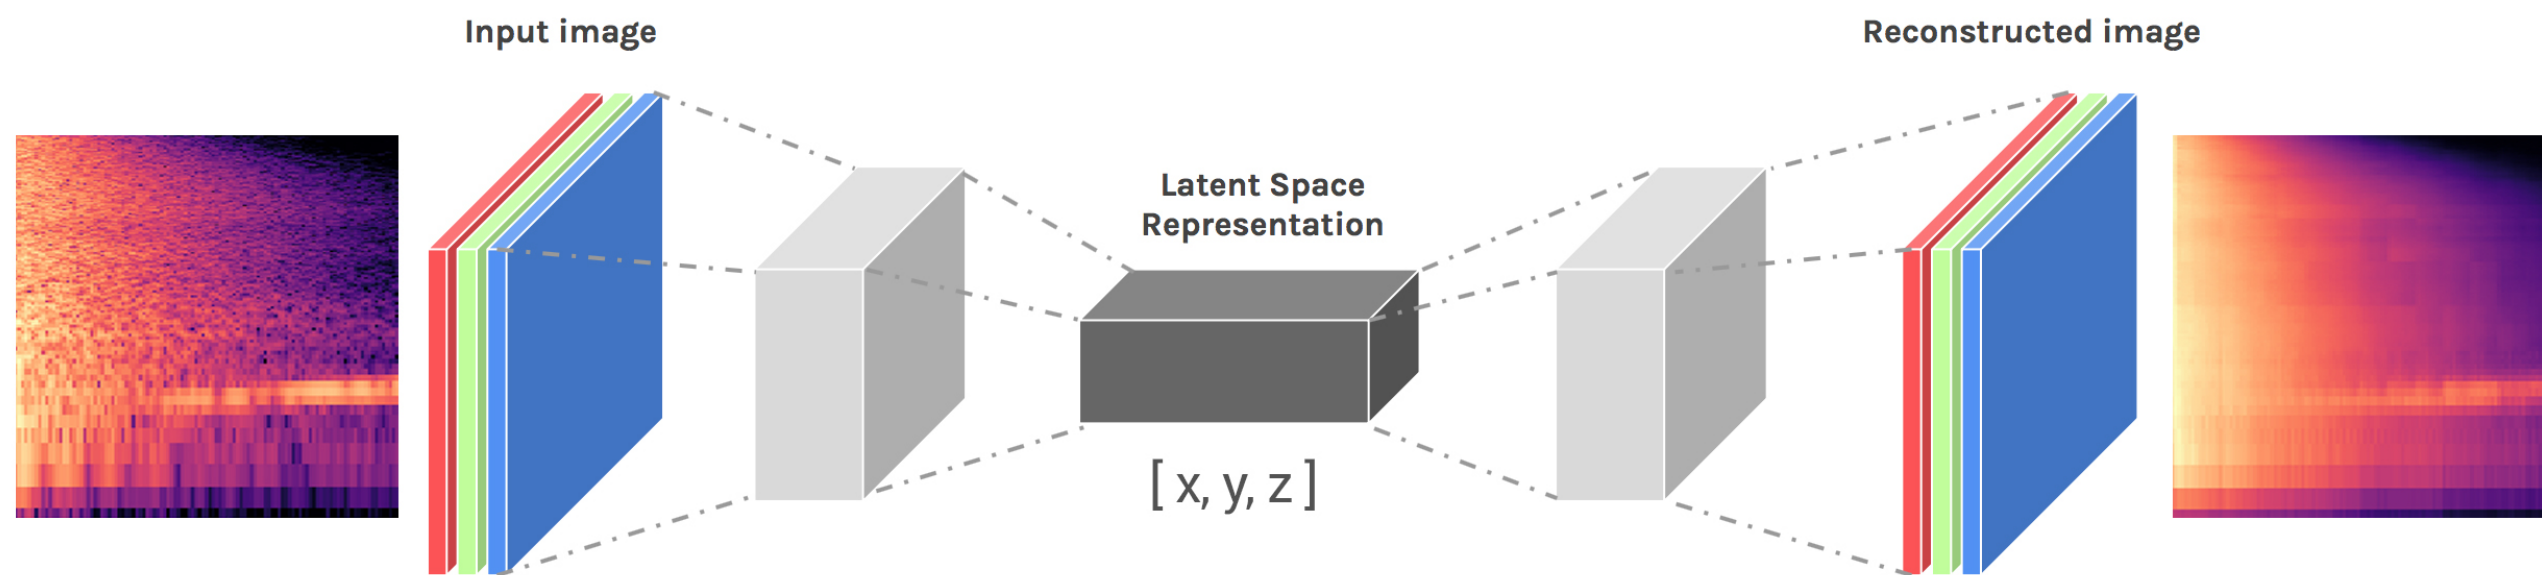 Input image
Reconstructed image
Latent Space
Representation
[ x, y, z ]